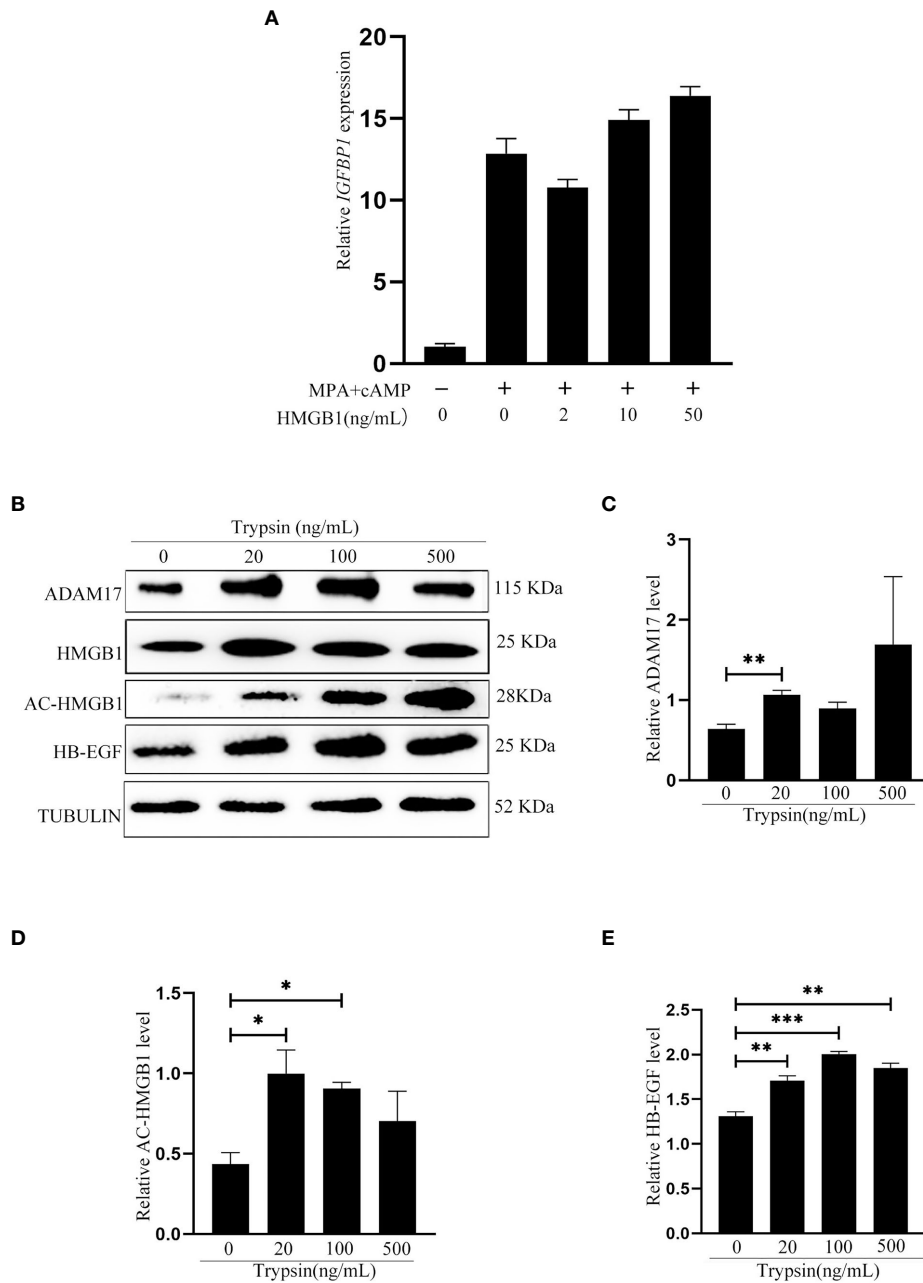 A
Relative IGFBP1 expression
20
15
10
5
0
MPA+cAMP − + + + +
HMGB1(ng/mL) 0 0 2 10 50
B
Trypsin (ng/mL)
0 20 100 500
ADAM17 115 KDa
HMGB1 25 KDa
AC-HMGB1 28KDa
HB-EGF 25 KDa
TUBULIN 52 KDa
C
Relative ADAM17 level
3
2
1
0
**
0 20 100 500
Trypsin(ng/mL)
D
Relative AC-HMGB1 level
1.5
1.0
0.5
0.0
*
*
0 20 100 500
Trypsin(ng/mL)
E
Relative HB-EGF level
2.5
2.0
1.5
1.0
0.5
0.0
**
***
**
0 20 100 500
Trypsin(ng/mL)